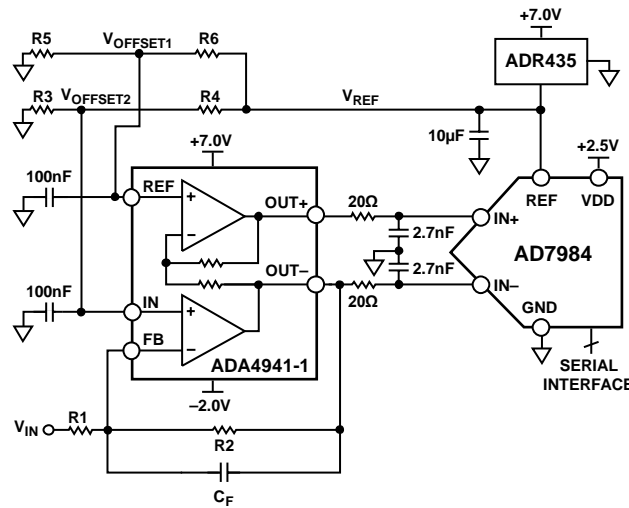 +7.0V
ADR435
R5
VOFFSET1
R6
R3
VOFFSET2
R4
VREF
10µF
+2.5V
+7.0V
100nF
REF
OUT+
20Ω
REF
VDD
+
–
2.7nF
IN+
AD7984
OUT–
2.7nF
IN–
20Ω
100nF
IN
+
GND
FB
–
ADA4941-1
SERIAL
INTERFACE
–2.0V
VIN
R1
R2
CF